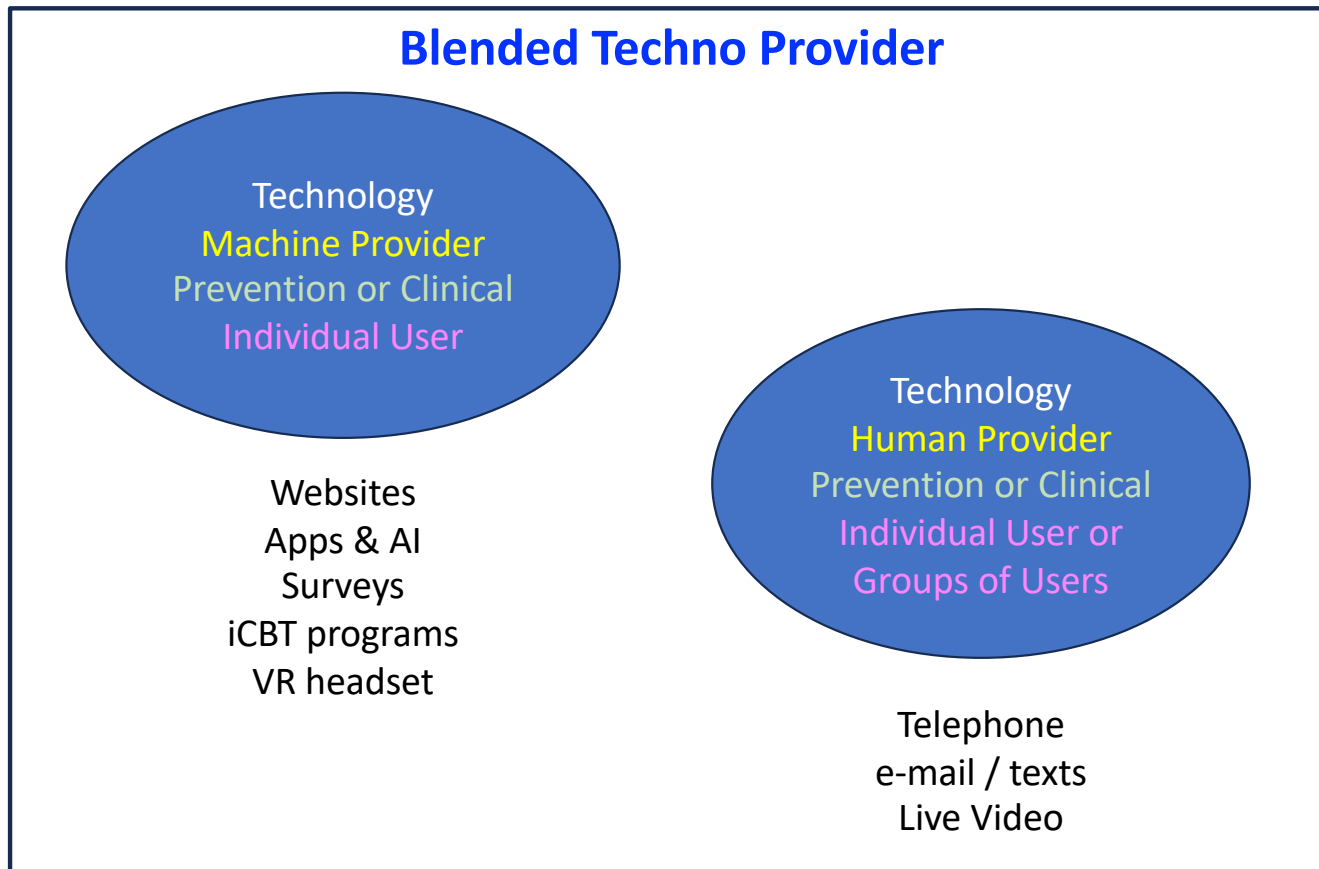 Blended Techno Provider
Technology
Machine Provider
Prevention or Clinical
Individual User
Websites
Apps & AI
Surveys
iCBT programs
VR headset
Technology
Human Provider
Prevention or Clinical
Individual User or
Groups of Users
Telephone
e-mail / texts
Live Video